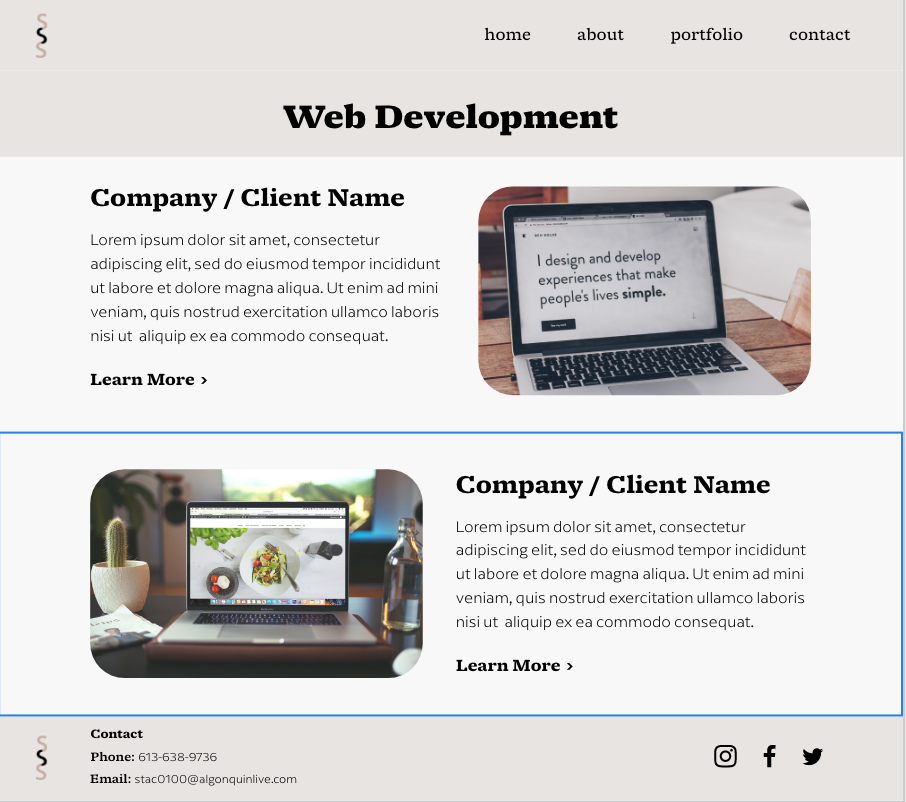 S
S
S
home about portfolio contact
Web Development
Company / Client Name
Lorem ipsum dolor sit amet, consectetur
adipiscing elit, sed do eiusmod tempor incididunt
ut labore et dolore magna aliqua. Ut enim ad mini
veniam, quis nostrud exercitation ullamco laboris
nisi ut  aliquip ex ea commodo consequat.
Learn More ›
I design and develop
experiences that make
people's lives simple.
Company / Client Name
Lorem ipsum dolor sit amet, consectetur
adipiscing elit, sed do eiusmod tempor incididunt
ut labore et dolore magna aliqua. Ut enim ad mini
veniam, quis nostrud exercitation ullamco laboris
nisi ut  aliquip ex ea commodo consequat.
Learn More ›
S
S
S
Contact
Phone: 613-638-9736
Email: stac0100@algonquinlive.com